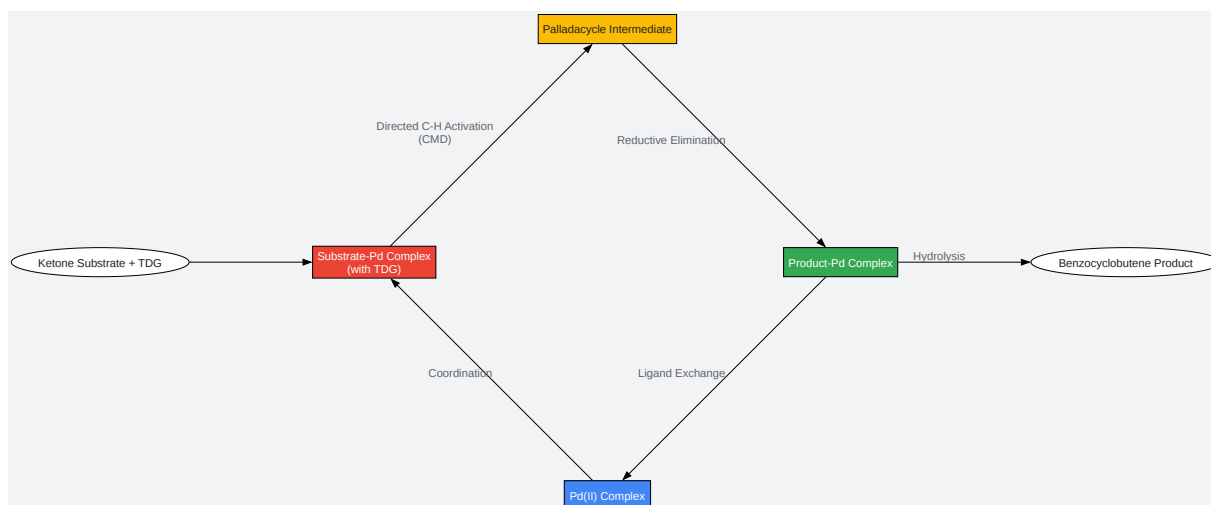 Palladacycle Intermediate
Directed C-H Activation
(CMD)
Reductive Elimination
Ketone Substrate + TDG
Substrate-Pd Complex
(with TDG)
Product-Pd Complex
Hydrolysis
Benzocyclobutene Product
Coordination
Ligand Exchange
Pd(II) Complex